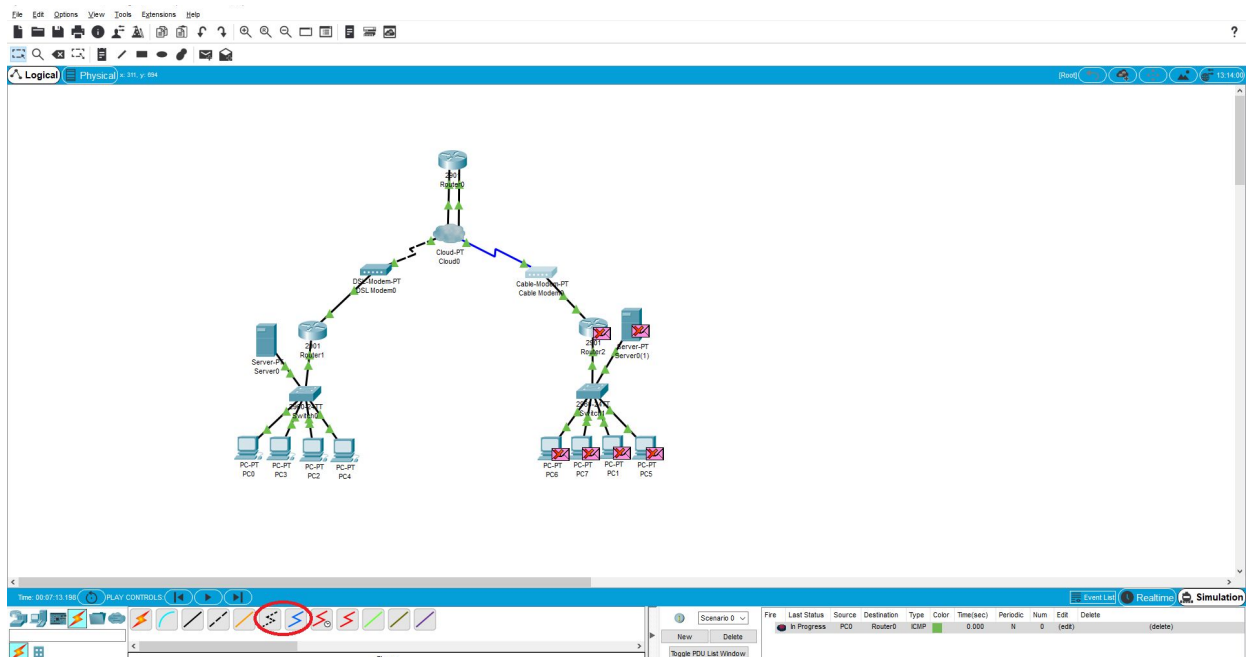 File Edit Options View Tools Extensions Help
?
Logical Physical x: 311, y: 694 [Root] 13:14:00
2901
Router0
Cloud-PT
Cloud0
DSL-Modem-PT
DSL Modem0
Cable-Modem-PT
Cable Modem0
2901
Router1
Server-PT
Server0
2901
Router2
Server-PT
Server0(1)
2960-24TT
Switch0
2960-24TT
Switch1
PC-PT PC-PT PC-PT PC-PT
PC0 PC3 PC2 PC4
PC-PT PC-PT PC-PT PC-PT
PC6 PC7 PC1 PC5
Time: 00:07:13.198 PLAY CONTROLS: Event List Realtime Simulation
Scenario 0
New Delete
Toggle PDU List Window
Fire Last Status Source Destination Type Color Time(sec) Periodic Num Edit Delete
In Progress PC0 Router0 ICMP 0.000 N 0 (edit) (delete)